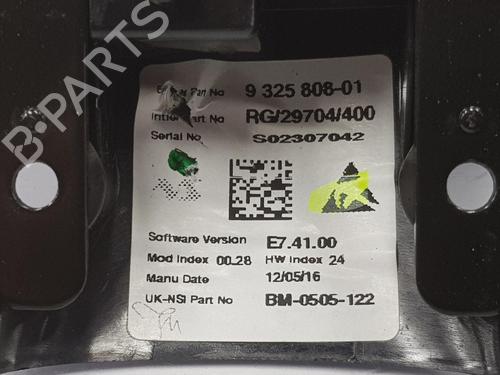 B-PARTS
Part No 9 325 808-01
Part No RG/29704/400
Serial No S02307042
Software Version E7.41.00
Mod Index 00.28 HW Index 24
Manu Date 12/05/16
UK-NSI Part No BM-0505-122